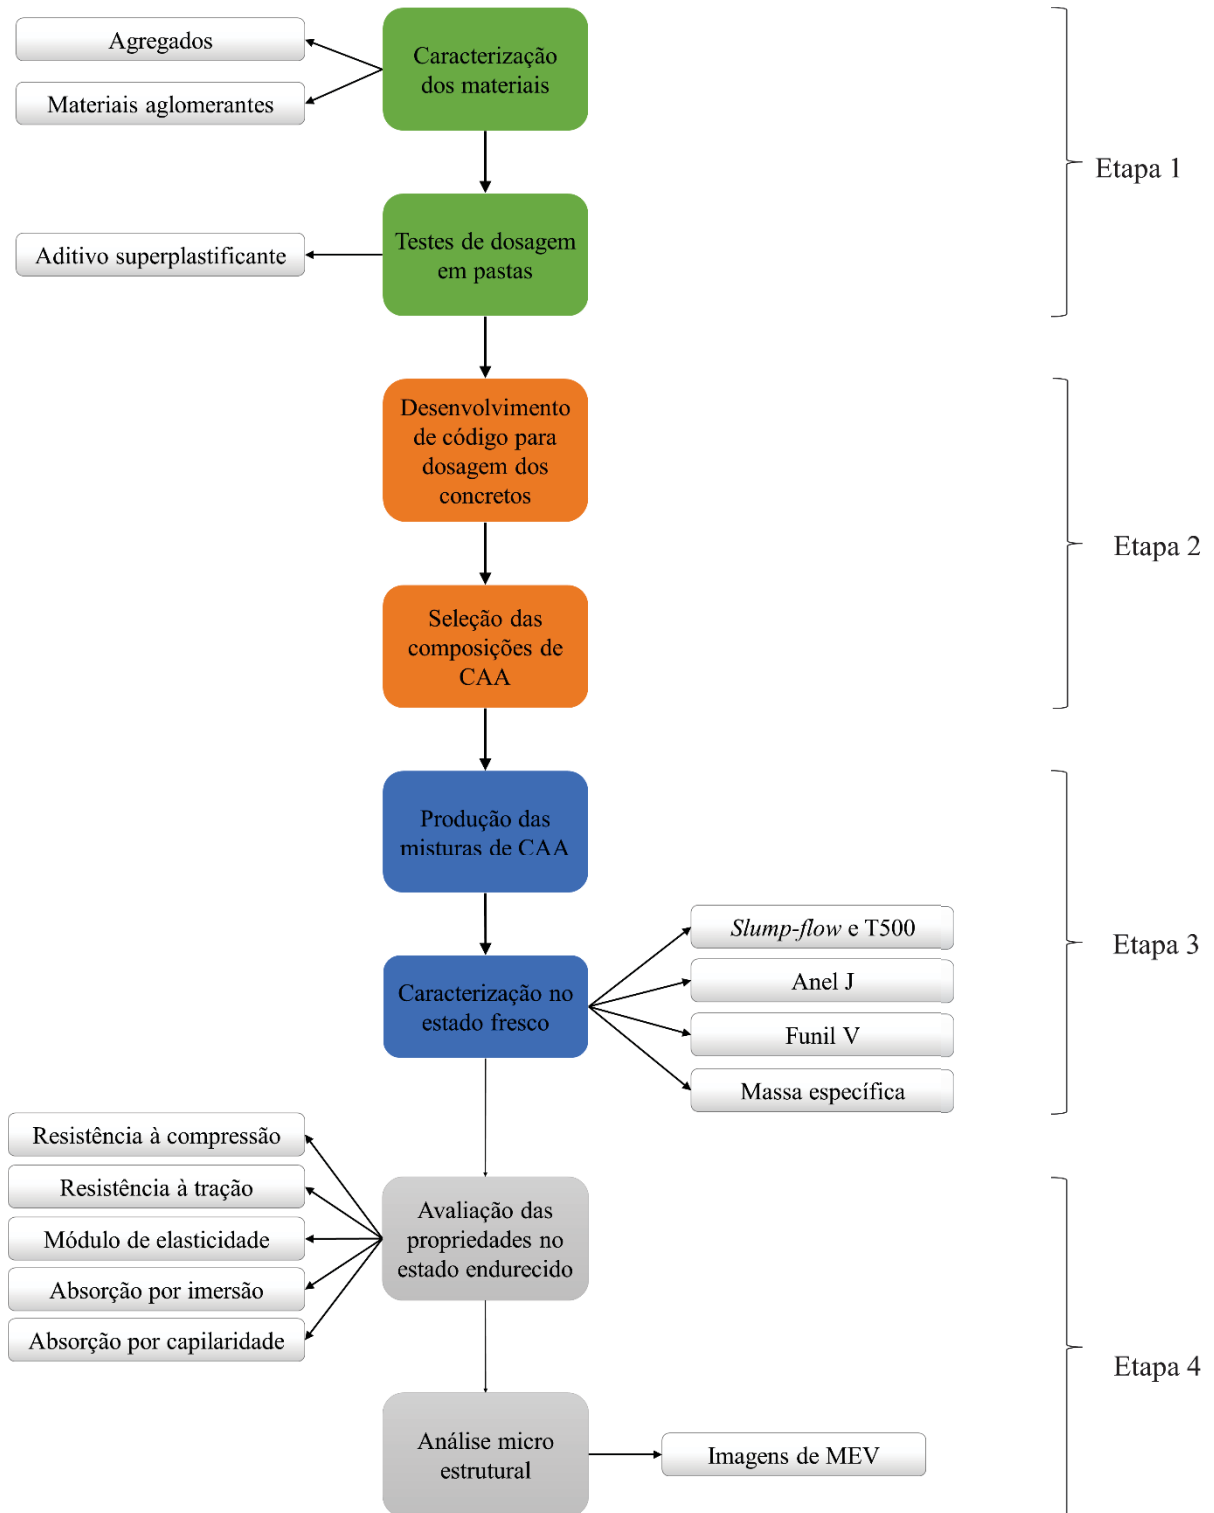 Agregados
Materiais aglomerantes
Caracterização
dos materiais
Etapa 1
Aditivo superplastificante
Testes de dosagem
em pastas
Desenvolvimento
de código para
dosagem dos
concretos
Etapa 2
Seleção das
composições de
CAA
Produção das
misturas de CAA
Etapa 3
Caracterização no
estado fresco
Slump-flow e T500
Anel J
Funil V
Massa específica
Resistência à compressão
Resistência à tração
Módulo de elasticidade
Absorção por imersão
Absorção por capilaridade
Avaliação das
propriedades no
estado endurecido
Etapa 4
Análise micro
estrutural
Imagens de MEV